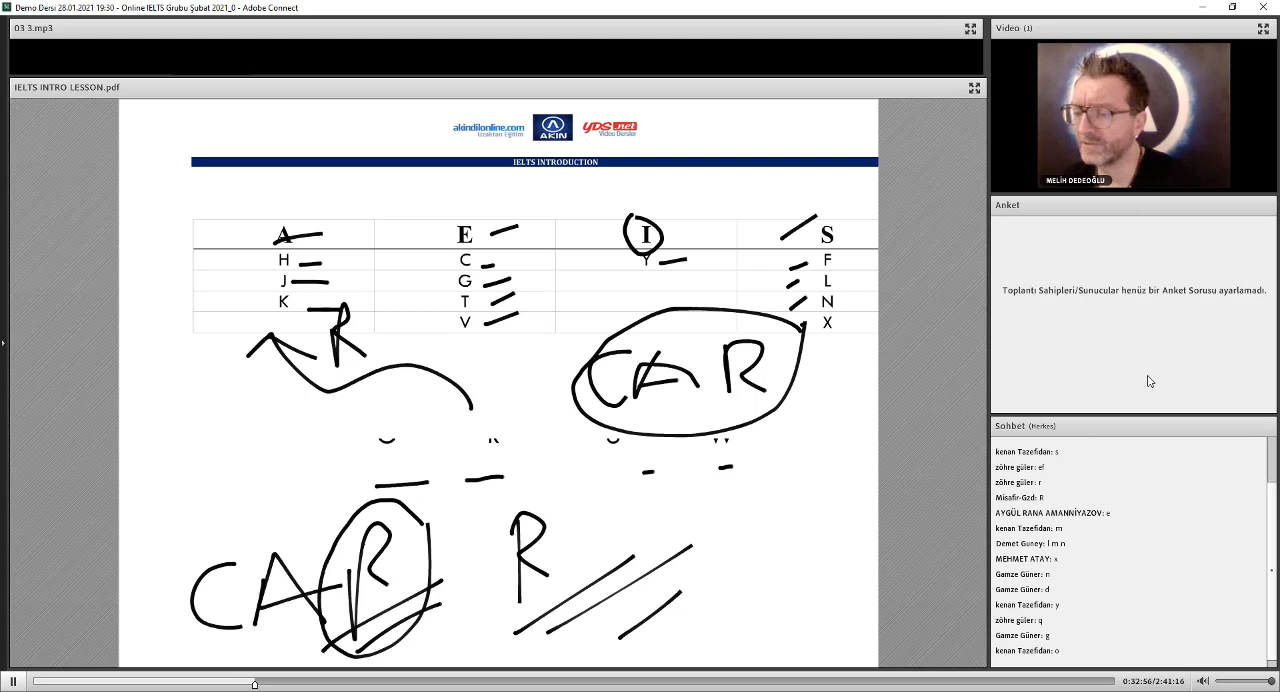 Demo Dersi 28.01.2021 19:30 - Online IELTS Grubu Şubat 2021_0 - Adobe Connect
03 3.mp3
IELTS INTRO LESSON.pdf
akindilonline.com
Uzaktan Eğitim
AKIN
YDS.net
Video Dersler
IELTS INTRODUCTION
A E I S
H C Y F
J G L
K T N
V X
R
CAR
O R U W
CAR R
R
Video (1)
MELİH DEDEOĞLU
Anket
Toplantı Sahipleri/Sunucular henüz bir Anket Sorusu ayarlamadı.
Sohbet (Herkes)
kenan Tazefidan: s
zöhre güler: ef
zöhre güler: r
Misafir-Gzd: R
AYGÜL RANA AMANNİYAZOV: e
kenan Tazefidan: m
Demet Guney: l m n
MEHMET ATAY: x
Gamze Güner: n
Gamze Güner: d
kenan Tazefidan: y
zöhre güler: q
Gamze Güner: g
kenan Tazefidan: o
0:32:56/2:41:16